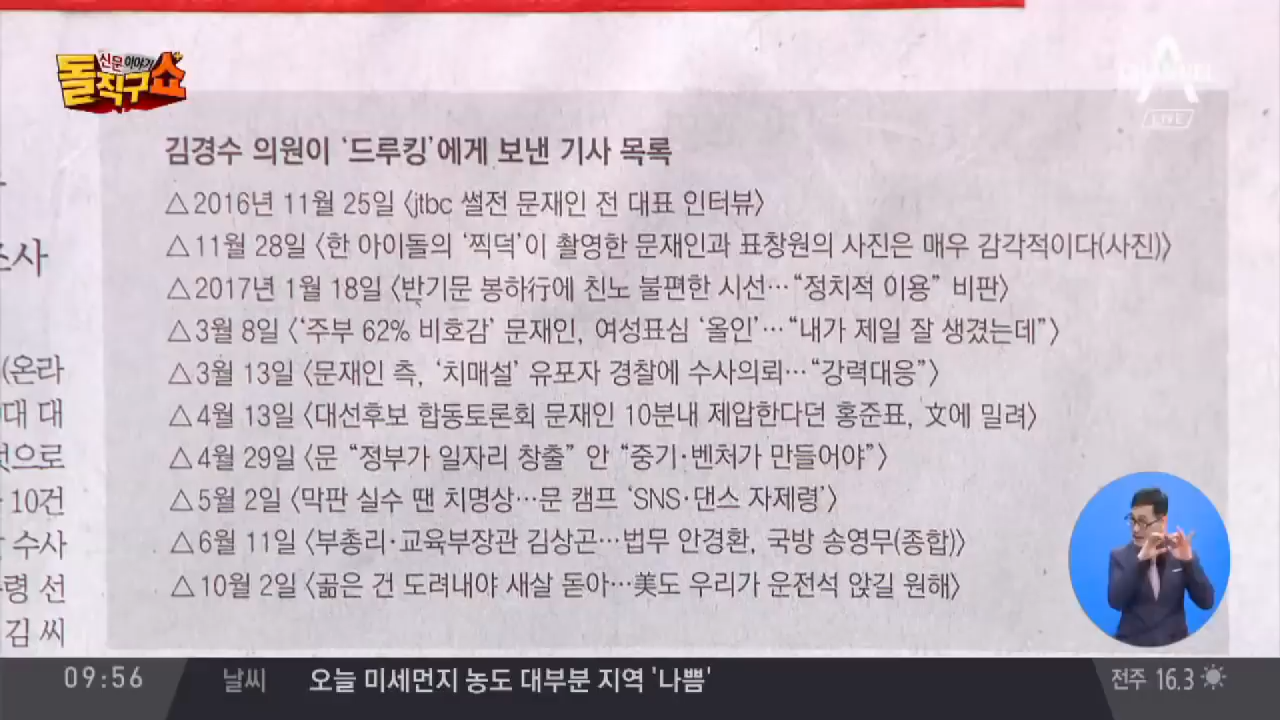 신문이야기
돌직구쇼
CHANNEL A
LIVE
김경수 의원이 ‘드루킹’에게 보낸 기사 목록
△2016년 11월 25일 〈jtbc 썰전 문재인 전 대표 인터뷰〉
△11월 28일 〈한 아이돌의 ‘찍덕’이 촬영한 문재인과 표창원의 사진은 매우 감각적이다(사진)〉
△2017년 1월 18일 〈반기문 봉하行에 친노 불편한 시선…“정치적 이용” 비판〉
△3월 8일 〈‘주부 62% 비호감’ 문재인, 여성표심 ‘올인’…“내가 제일 잘 생겼는데”〉
△3월 13일 〈문재인 측, ‘치매설’ 유포자 경찰에 수사의뢰…“강력대응”〉
△4월 13일 〈대선후보 합동토론회 문재인 10분내 제압한다던 홍준표, 文에 밀려〉
△4월 29일 〈문 “정부가 일자리 창출” 안 “중기·벤처가 만들어야”〉
△5월 2일 〈막판 실수 땐 치명상…문 캠프 ‘SNS·댄스 자제령’〉
△6월 11일 〈부총리·교육부장관 김상곤…법무 안경환, 국방 송영무(종합)〉
△10월 2일 〈곪은 건 도려내야 새살 돋아…美도 우리가 운전석 앉길 원해〉
(온라
대 대
으로
10건
수사
령 선
김 씨
09:56 날씨 오늘 미세먼지 농도 대부분 지역 '나쁨' 전주 16.3